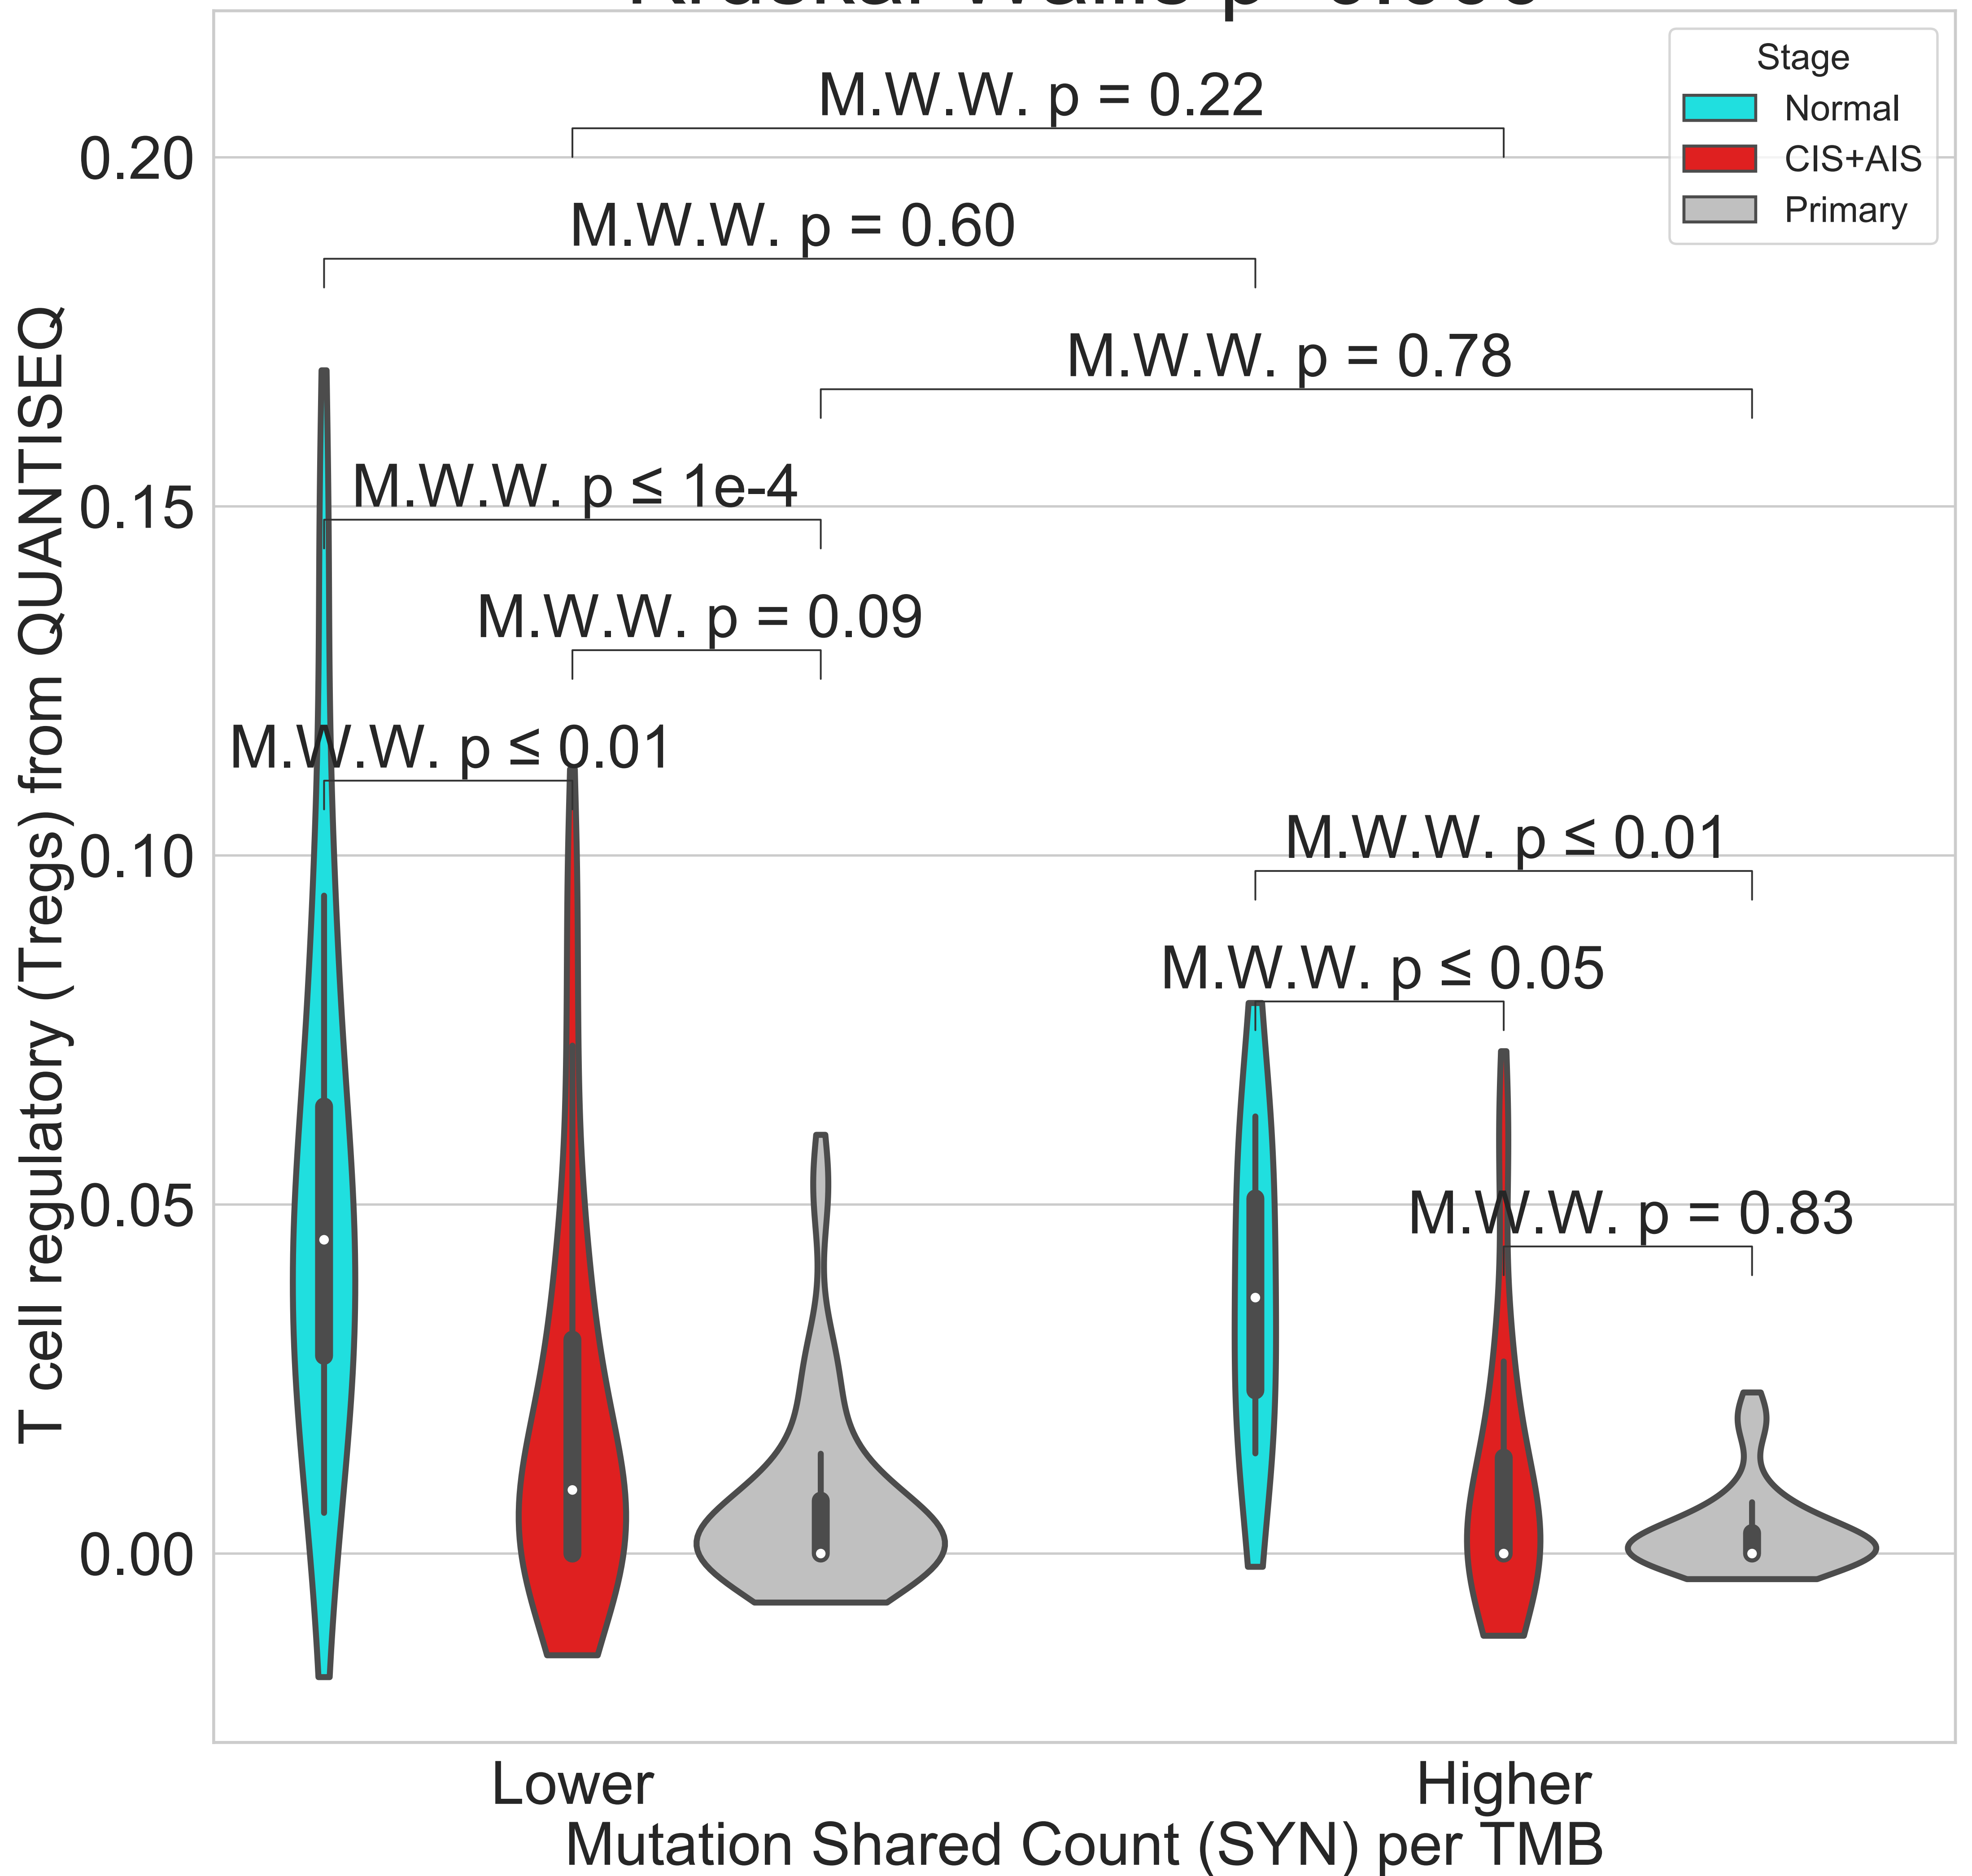 Stage
Normal
CIS+AIS
Primary
M.W.W. p = 0.22
M.W.W. p = 0.60
M.W.W. p = 0.78
M.W.W. p ≤ 1e-4
M.W.W. p = 0.09
M.W.W. p ≤ 0.01
M.W.W. p ≤ 0.01
M.W.W. p ≤ 0.05
M.W.W. p = 0.83
0.20
0.15
0.10
0.05
0.00
T cell regulatory (Tregs) from QUANTISEQ
Lower
Higher
Mutation Shared Count (SYN) per TMB